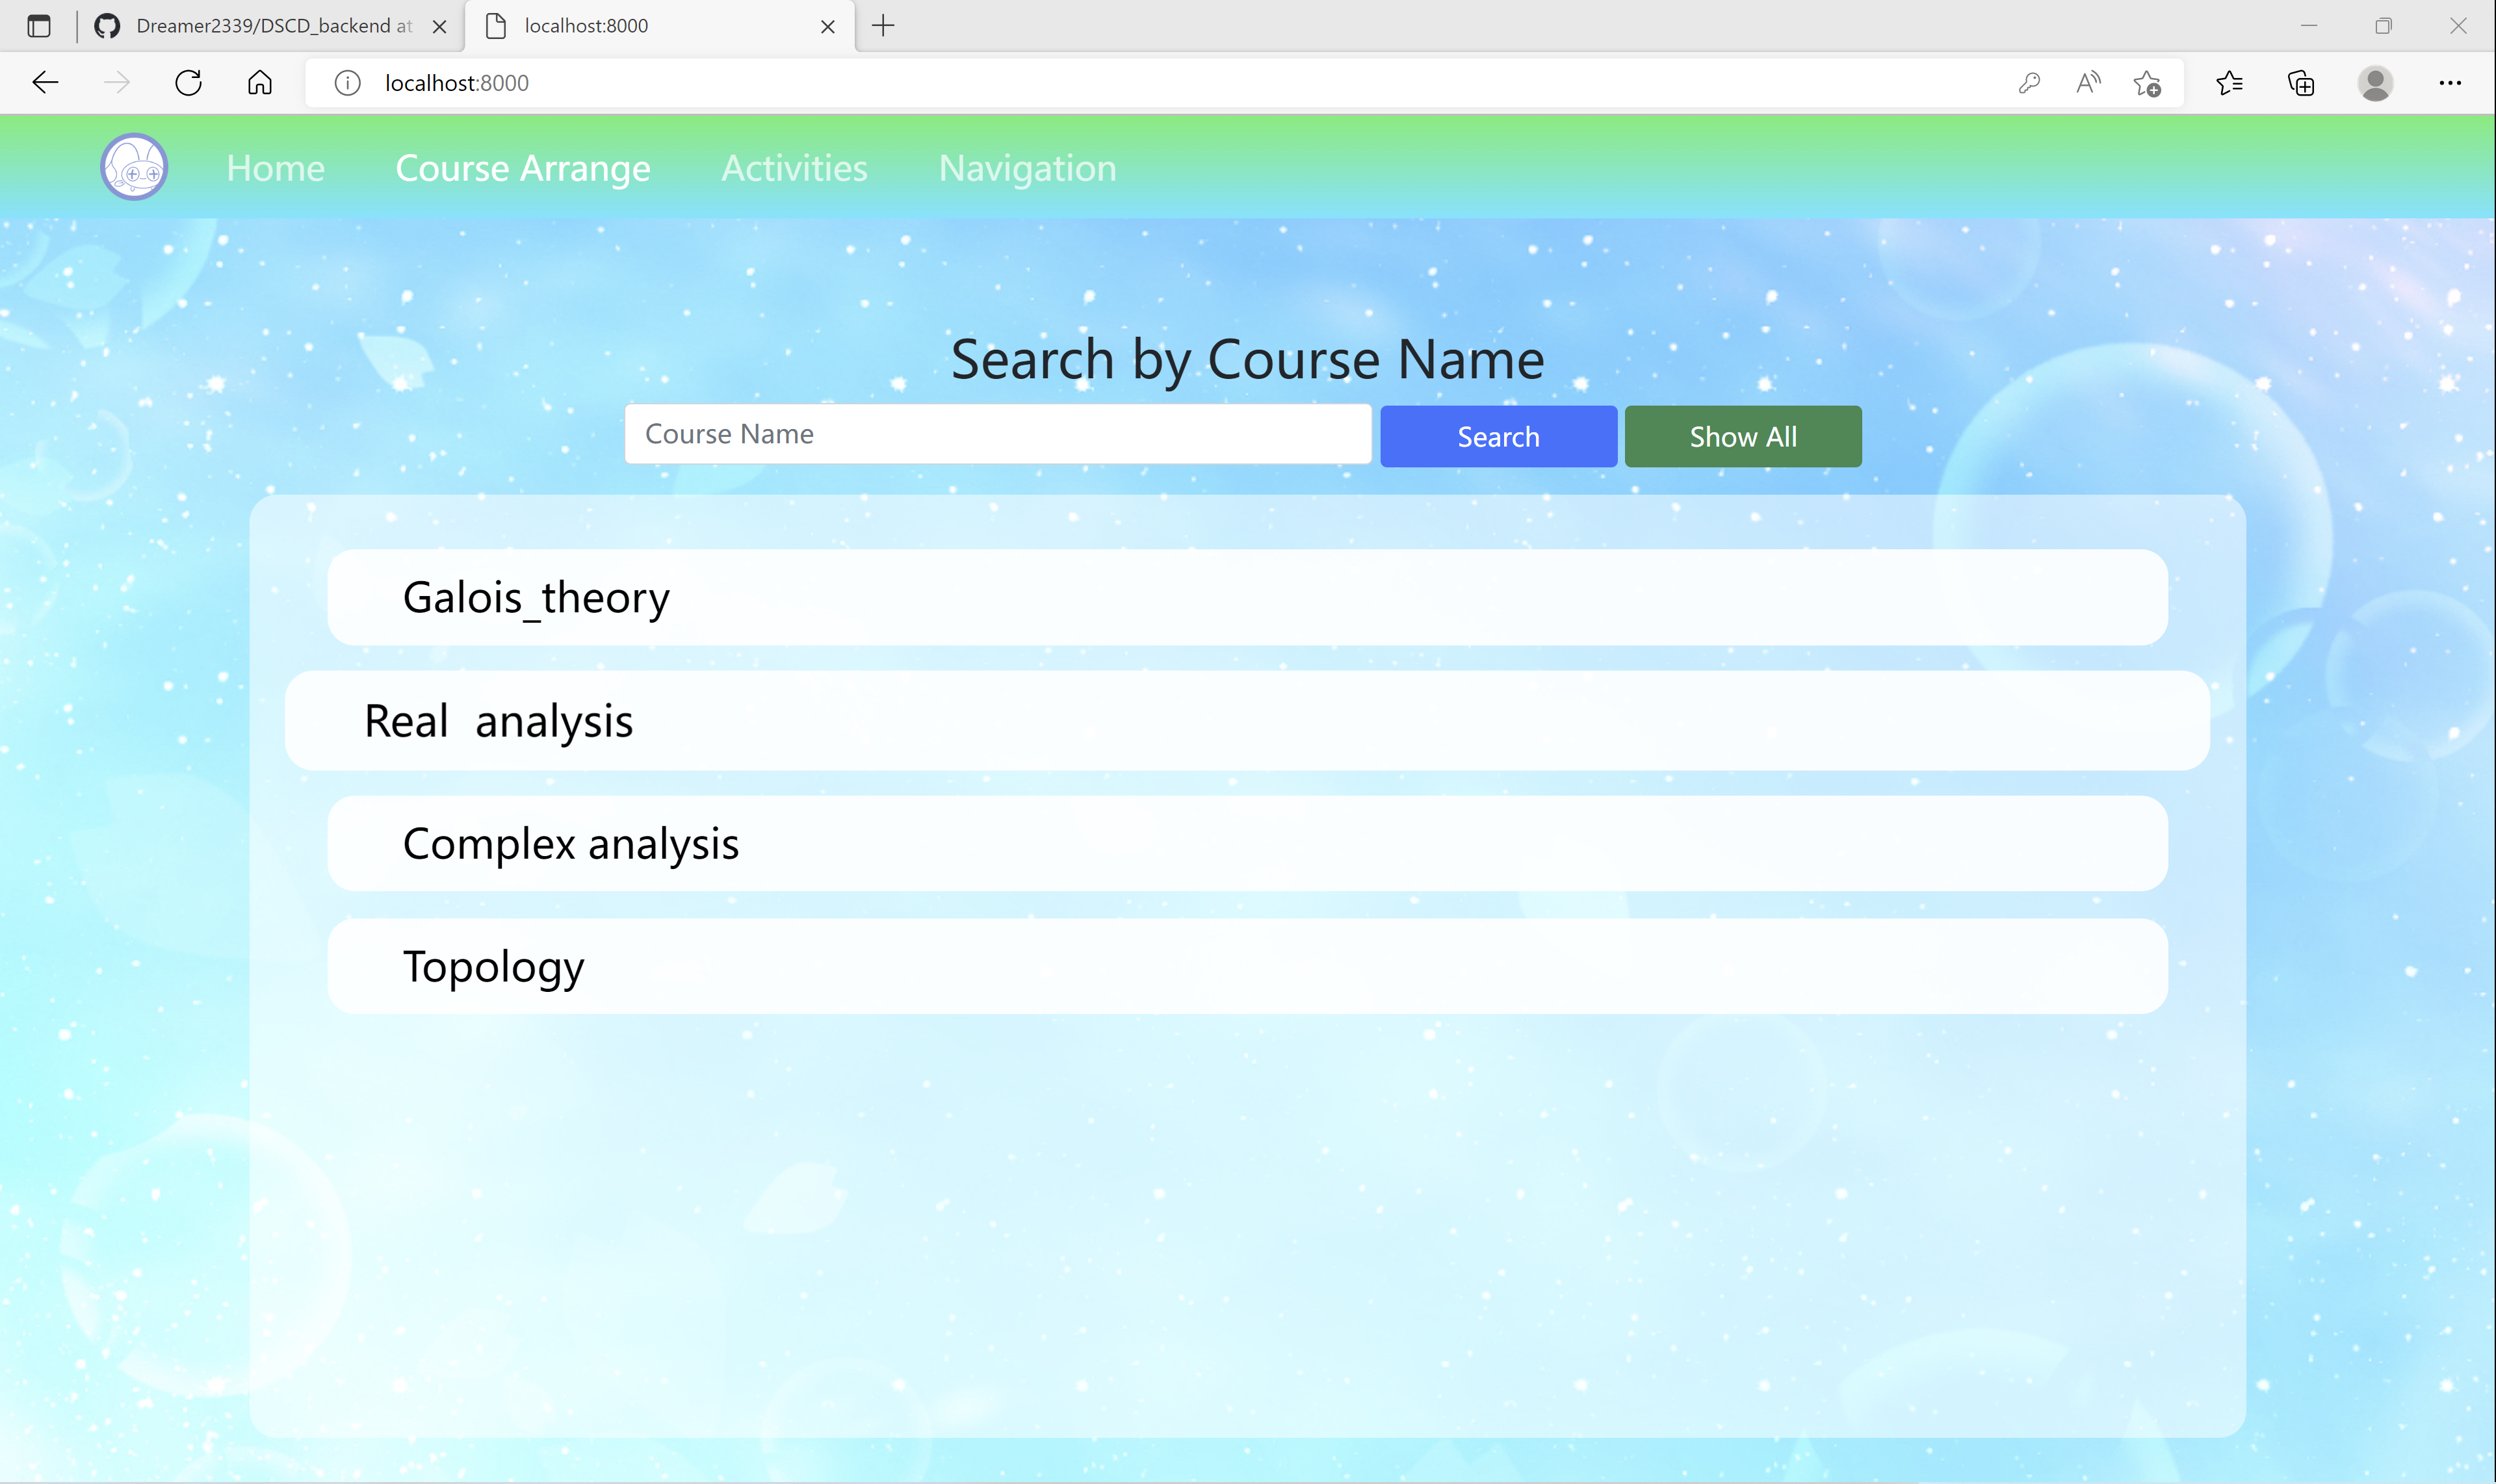 Dreamer2339/DSCD_backend at
localhost:8000
localhost:8000
Home Course Arrange Activities Navigation
Search by Course Name
Course Name Search Show All
Galois_theory
Real  analysis
Complex analysis
Topology